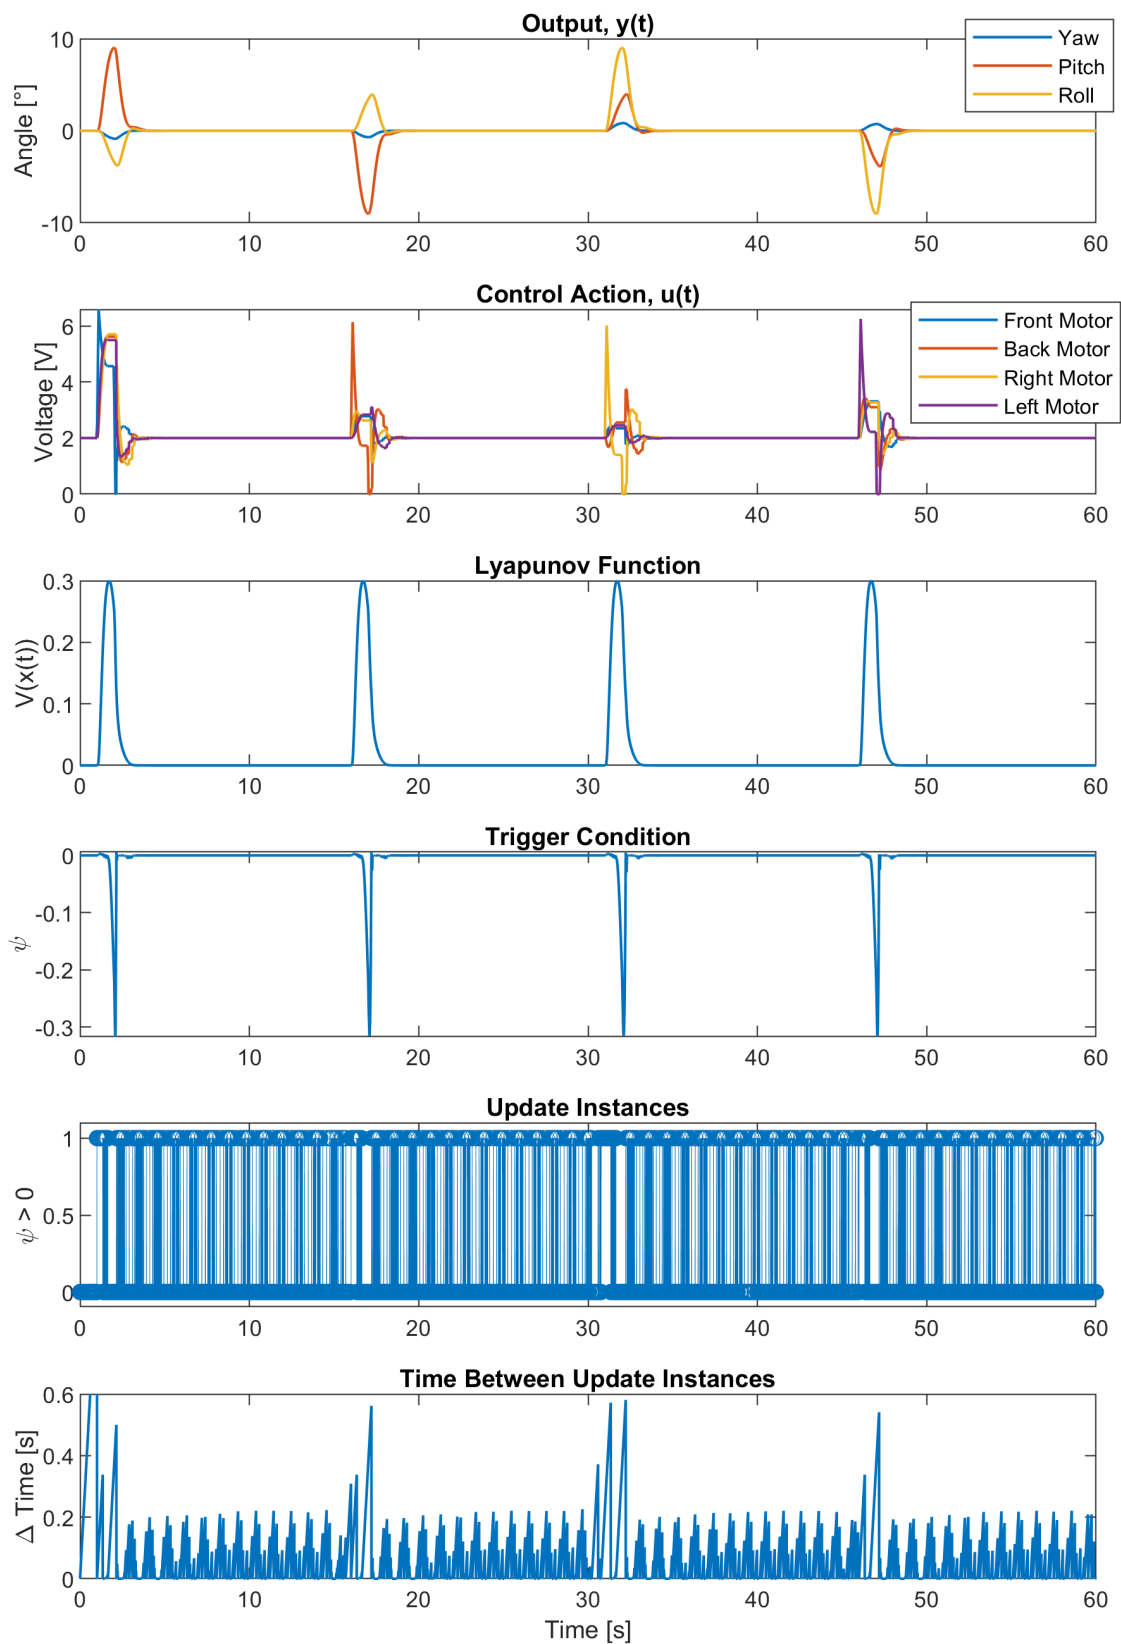 Output, y(t)
Yaw
Pitch
Roll
Angle [°]
10
0
-10
0 10 20 30 40 50 60
Control Action, u(t)
Front Motor
Back Motor
Right Motor
Left Motor
Voltage [V]
6
4
2
0
0 10 20 30 40 50 60
Lyapunov Function
V(x(t))
0.3
0.2
0.1
0
0 10 20 30 40 50 60
Trigger Condition
ψ
0
-0.1
-0.2
-0.3
0 10 20 30 40 50 60
Update Instances
ψ > 0
1
0.5
0
0 10 20 30 40 50 60
Time Between Update Instances
Δ Time [s]
0.6
0.4
0.2
0
0 10 20 30 40 50 60
Time [s]